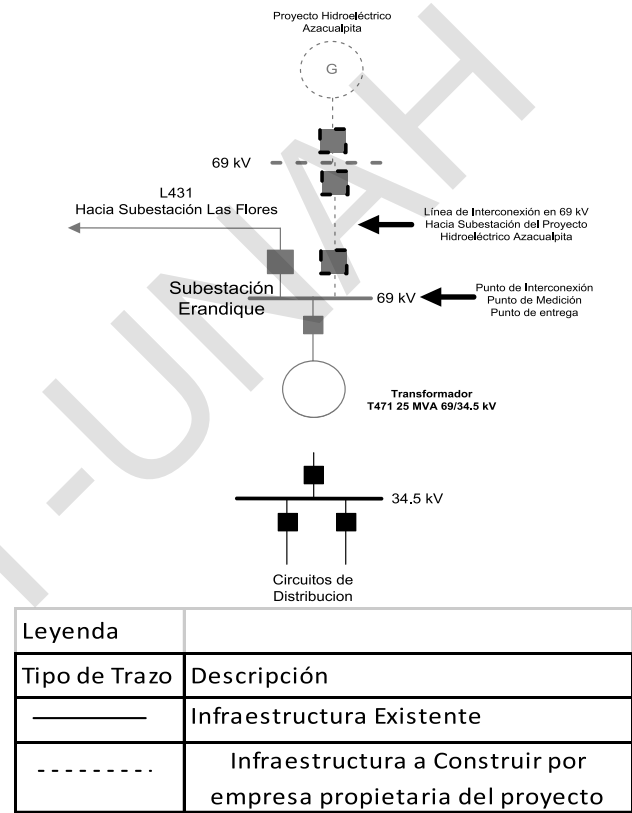 Proyecto Hidroeléctrico
Azacualpita
G
69 kV
L431
Hacia Subestación Las Flores
Línea de Interconexión en 69 kV
Hacia Subestación del Proyecto
Hidroeléctrico Azacualpita
Subestación
Erandique
69 kV
Punto de Interconexión
Punto de Medición
Punto de entrega
Transformador
T471 25 MVA 69/34.5 kV
34.5 kV
Circuitos de
Distribucion
Leyenda
Tipo de Trazo Descripción
Infraestructura Existente
Infraestructura a Construir por
empresa propietaria del proyecto
-UNAH